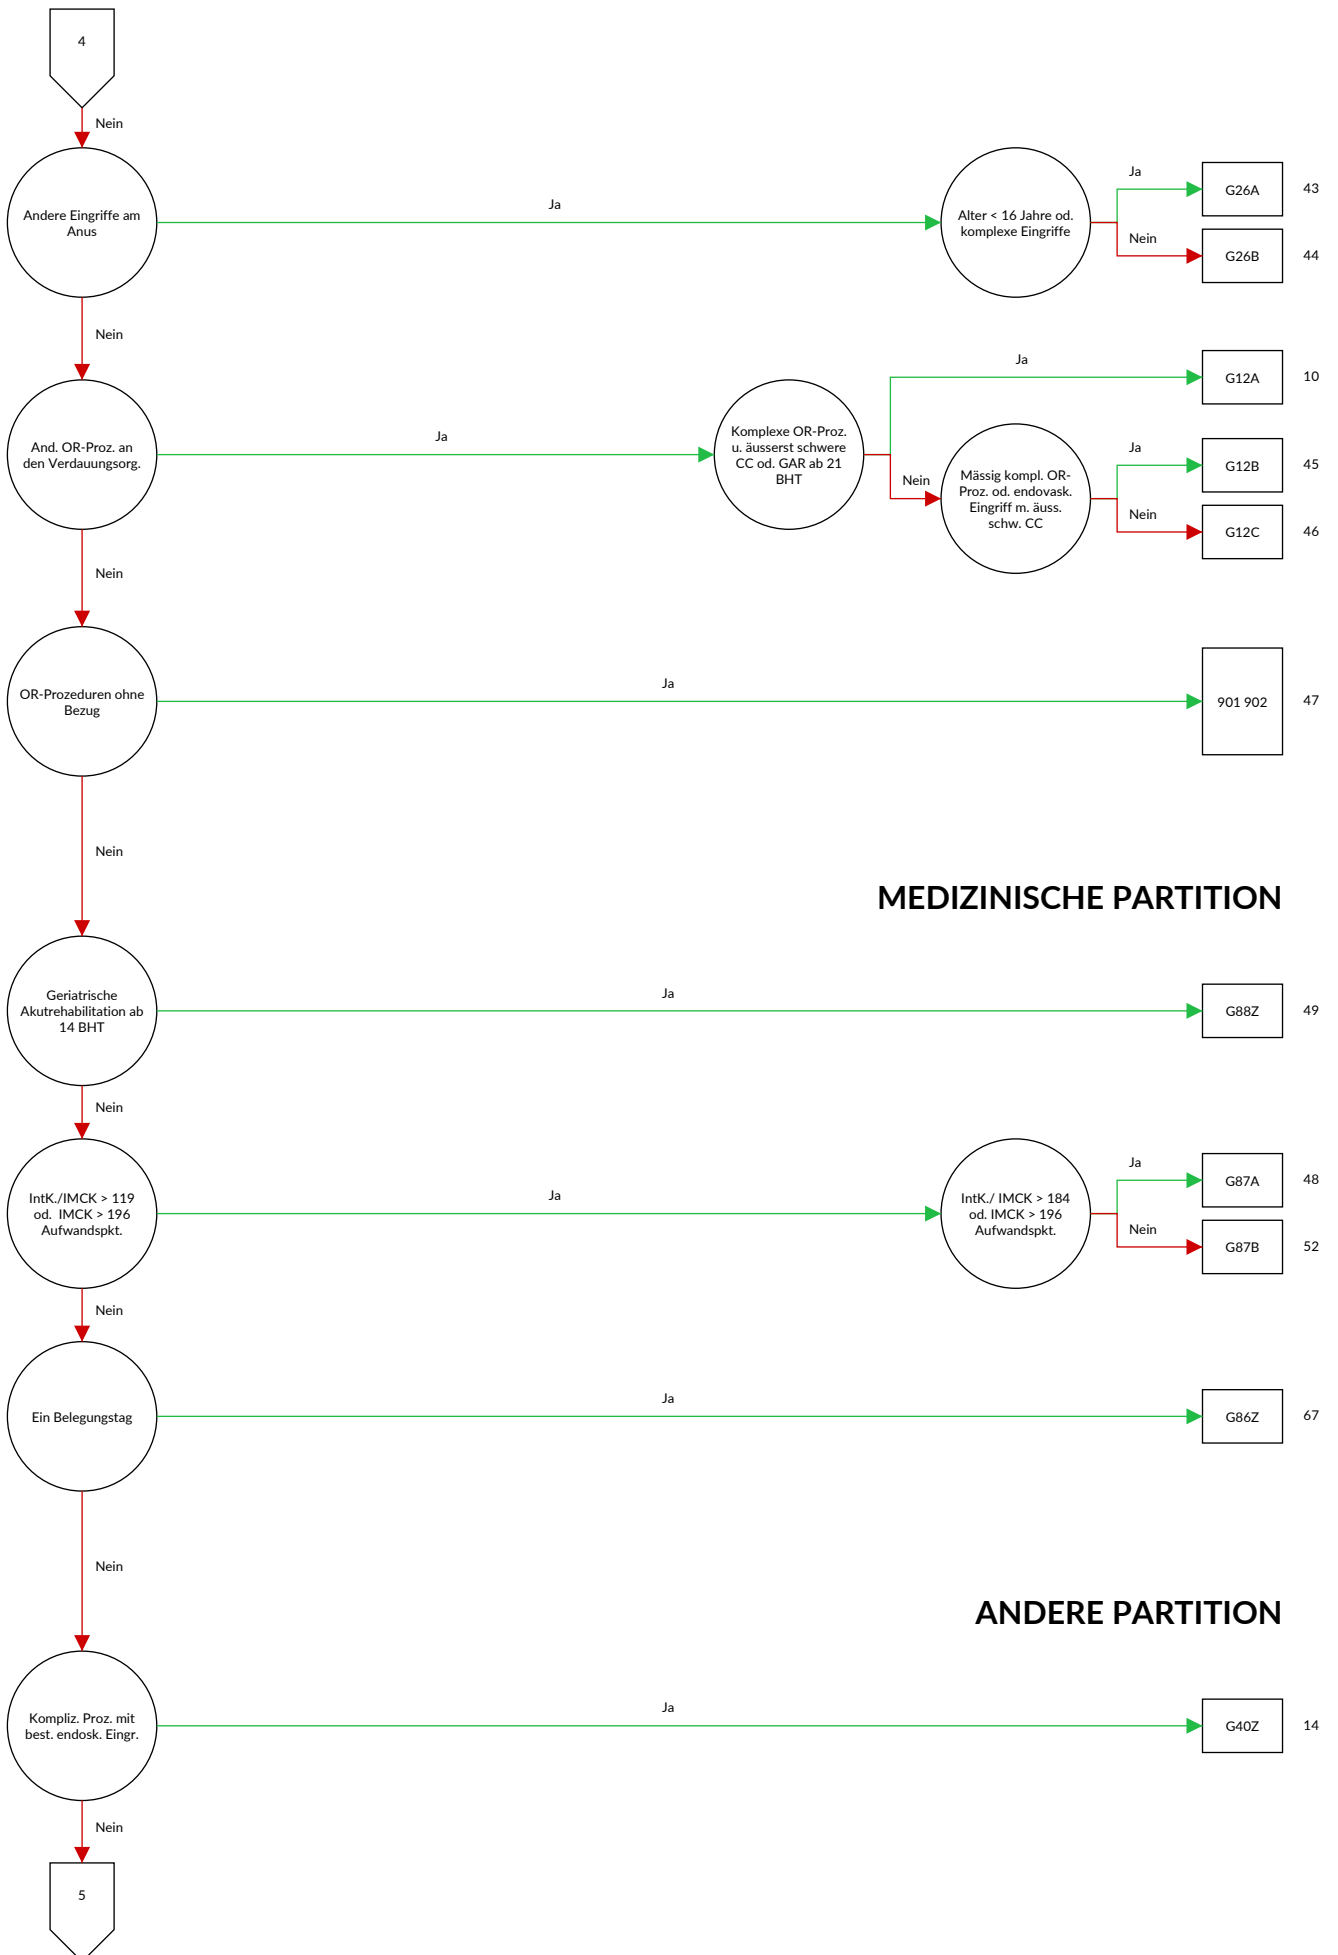 4
Nein
Andere Eingriffe am
Anus
Ja
Alter < 16 Jahre od.
komplexe Eingriffe
Ja
G26A
43
Nein
G26B
44
Nein
And. OR-Proz. an
den Verdauungsorg.
Ja
Komplexe OR-Proz.
u. äusserst schwere
CC od. GAR ab 21
BHT
Ja
G12A
10
Nein
Mässig kompl. OR-
Proz. od. endovask.
Eingriff m. äuss.
schw. CC
Ja
G12B
45
Nein
G12C
46
Nein
OR-Prozeduren ohne
Bezug
Ja
901 902
47
Nein
MEDIZINISCHE PARTITION
Geriatrische
Akutrehabilitation ab
14 BHT
Ja
G88Z
49
Nein
IntK./IMCK > 119
od. IMCK > 196
Aufwandspkt.
Ja
IntK./ IMCK > 184
od. IMCK > 196
Aufwandspkt.
Ja
G87A
48
Nein
G87B
52
Nein
Ein Belegungstag
Ja
G86Z
67
Nein
ANDERE PARTITION
Kompliz. Proz. mit
best. endosk. Eingr.
Ja
G40Z
14
Nein
5